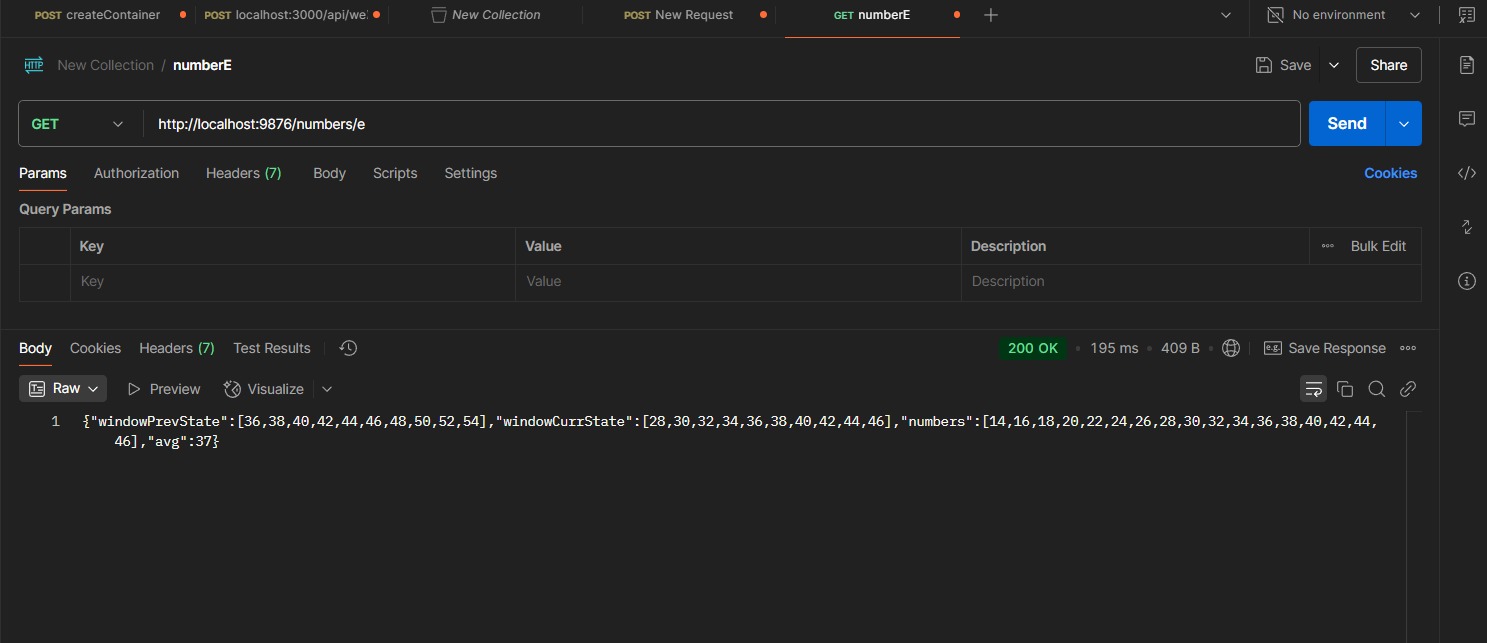 POST createContainer POST localhost:3000/api/we New Collection POST New Request GET numberE No environment
HTTP New Collection / numberE Save Share
GET http://localhost:9876/numbers/e Send
Params Authorization Headers (7) Body Scripts Settings Cookies
Query Params
Key Value Description Bulk Edit
Key Value Description
Body Cookies Headers (7) Test Results 200 OK 195 ms 409 B e.g. Save Response
Raw Preview Visualize
1 {"windowPrevState":[36,38,40,42,44,46,48,50,52,54],"windowCurrState":[28,30,32,34,36,38,40,42,44,46],"numbers":[14,16,18,20,22,24,26,28,30,32,34,36,38,40,42,44,
46],"avg":37}